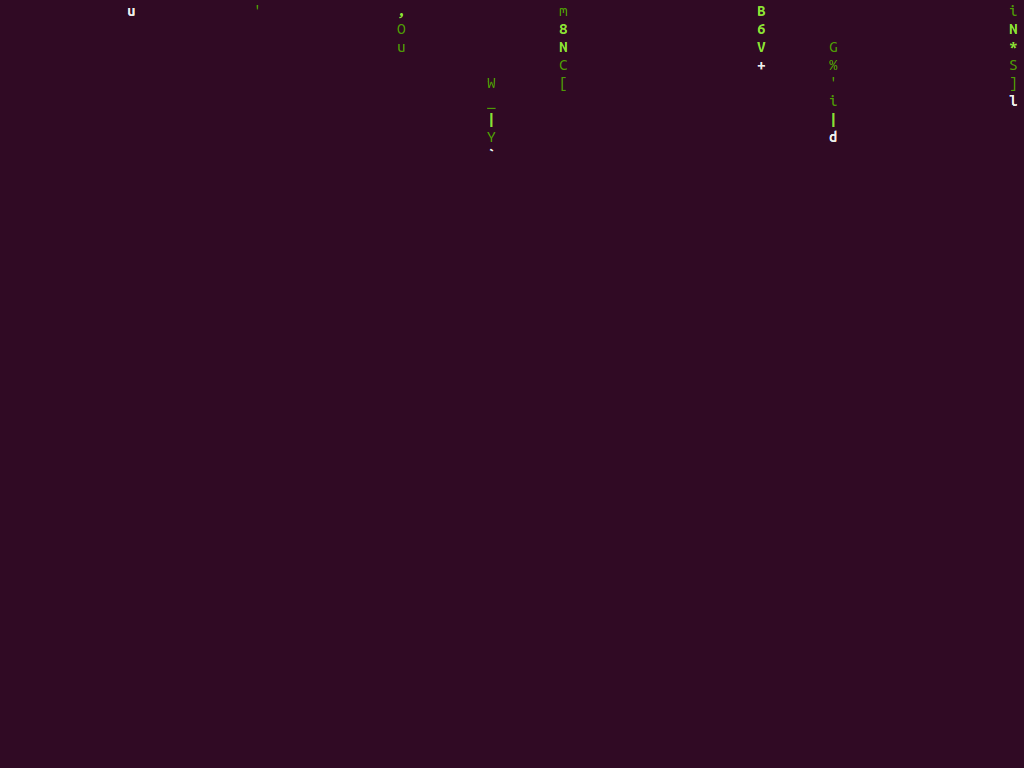 u ' , m B i
O 8 6 N
u N V G *
C + % S
W [ ' ]
_ i l
| |
Y d
`